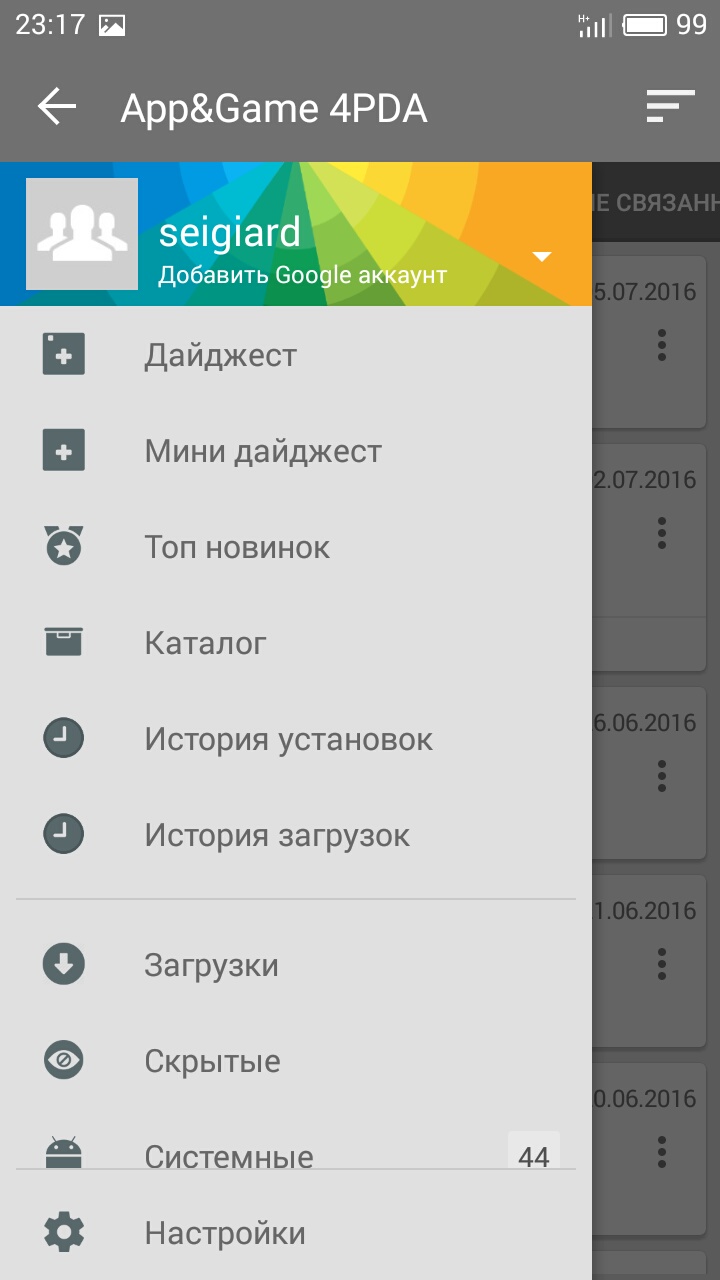 23:17
H+
99
App&Game 4PDA
seigiard
Добавить Google аккаунт
СВЯЗАНН
5.07.2016
Дайджест
Мини дайджест
2.07.2016
Топ новинок
Каталог
6.06.2016
История установок
История загрузок
1.06.2016
Загрузки
Скрытые
0.06.2016
Системные
44
Настройки